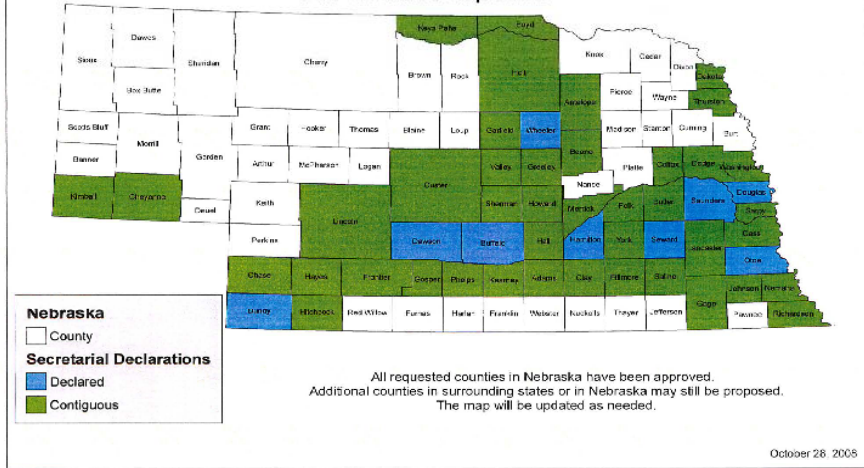 Keya Paha Boyd
Dawes Sheridan Cherry Knox Cedar
Sioux Brown Rock Holt Dixon Dakota
Box Butte Antelope Pierce Wayne Thurston
Scotts Bluff Morrill Grant Hooker Thomas Blaine Loup Garfield Wheeler Madison Stanton Cuming Burt
Banner Garden Arthur McPherson Logan Valley Greeley Boone Platte Colfax Dodge Washington
Kimball Cheyenne Deuel Keith Lincoln Custer Sherman Howard Nance Merrick Polk Butler Saunders Douglas
Sarpy
Perkins Dawson Buffalo Hall Hamilton York Seward Lancaster Cass
Otoe
Chase Hayes Frontier Gosper Phelps Kearney Adams Clay Fillmore Saline Johnson Nemaha
Dundy Hitchcock Red Willow Furnas Harlan Franklin Webster Nuckolls Thayer Jefferson Gage Pawnee Richardson
Nebraska
County
Secretarial Declarations
Declared
Contiguous
All requested counties in Nebraska have been approved.
Additional counties in surrounding states or in Nebraska may still be proposed.
The map will be updated as needed.
October 28, 2008